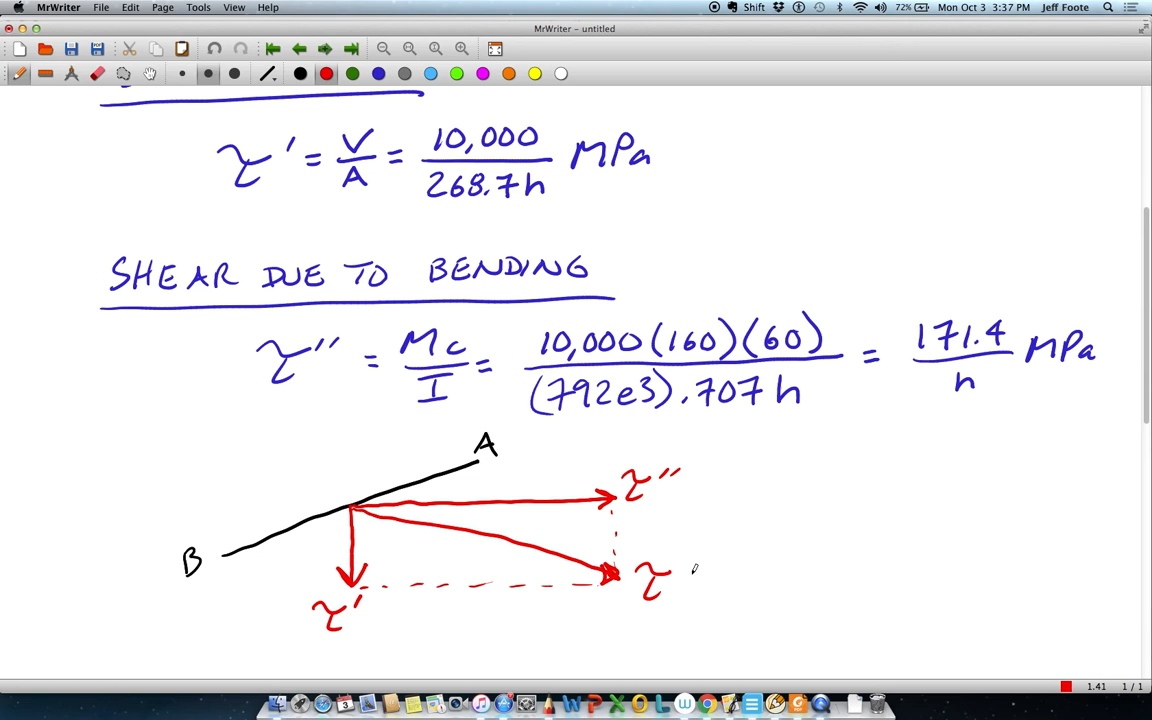 MrWriter File Edit Page Tools View Help Shift 72% Mon Oct 3 3:37 PM Jeff Foote
MrWriter - untitled
τ' = V/A = 10,000/268.7h MPa
SHEAR DUE TO BENDING
τ'' = Mc/I = 10,000(160)(60)/(792e3).707h = 171.4/h MPa
A
τ''
B
τ
τ'
1.41 1 / 1